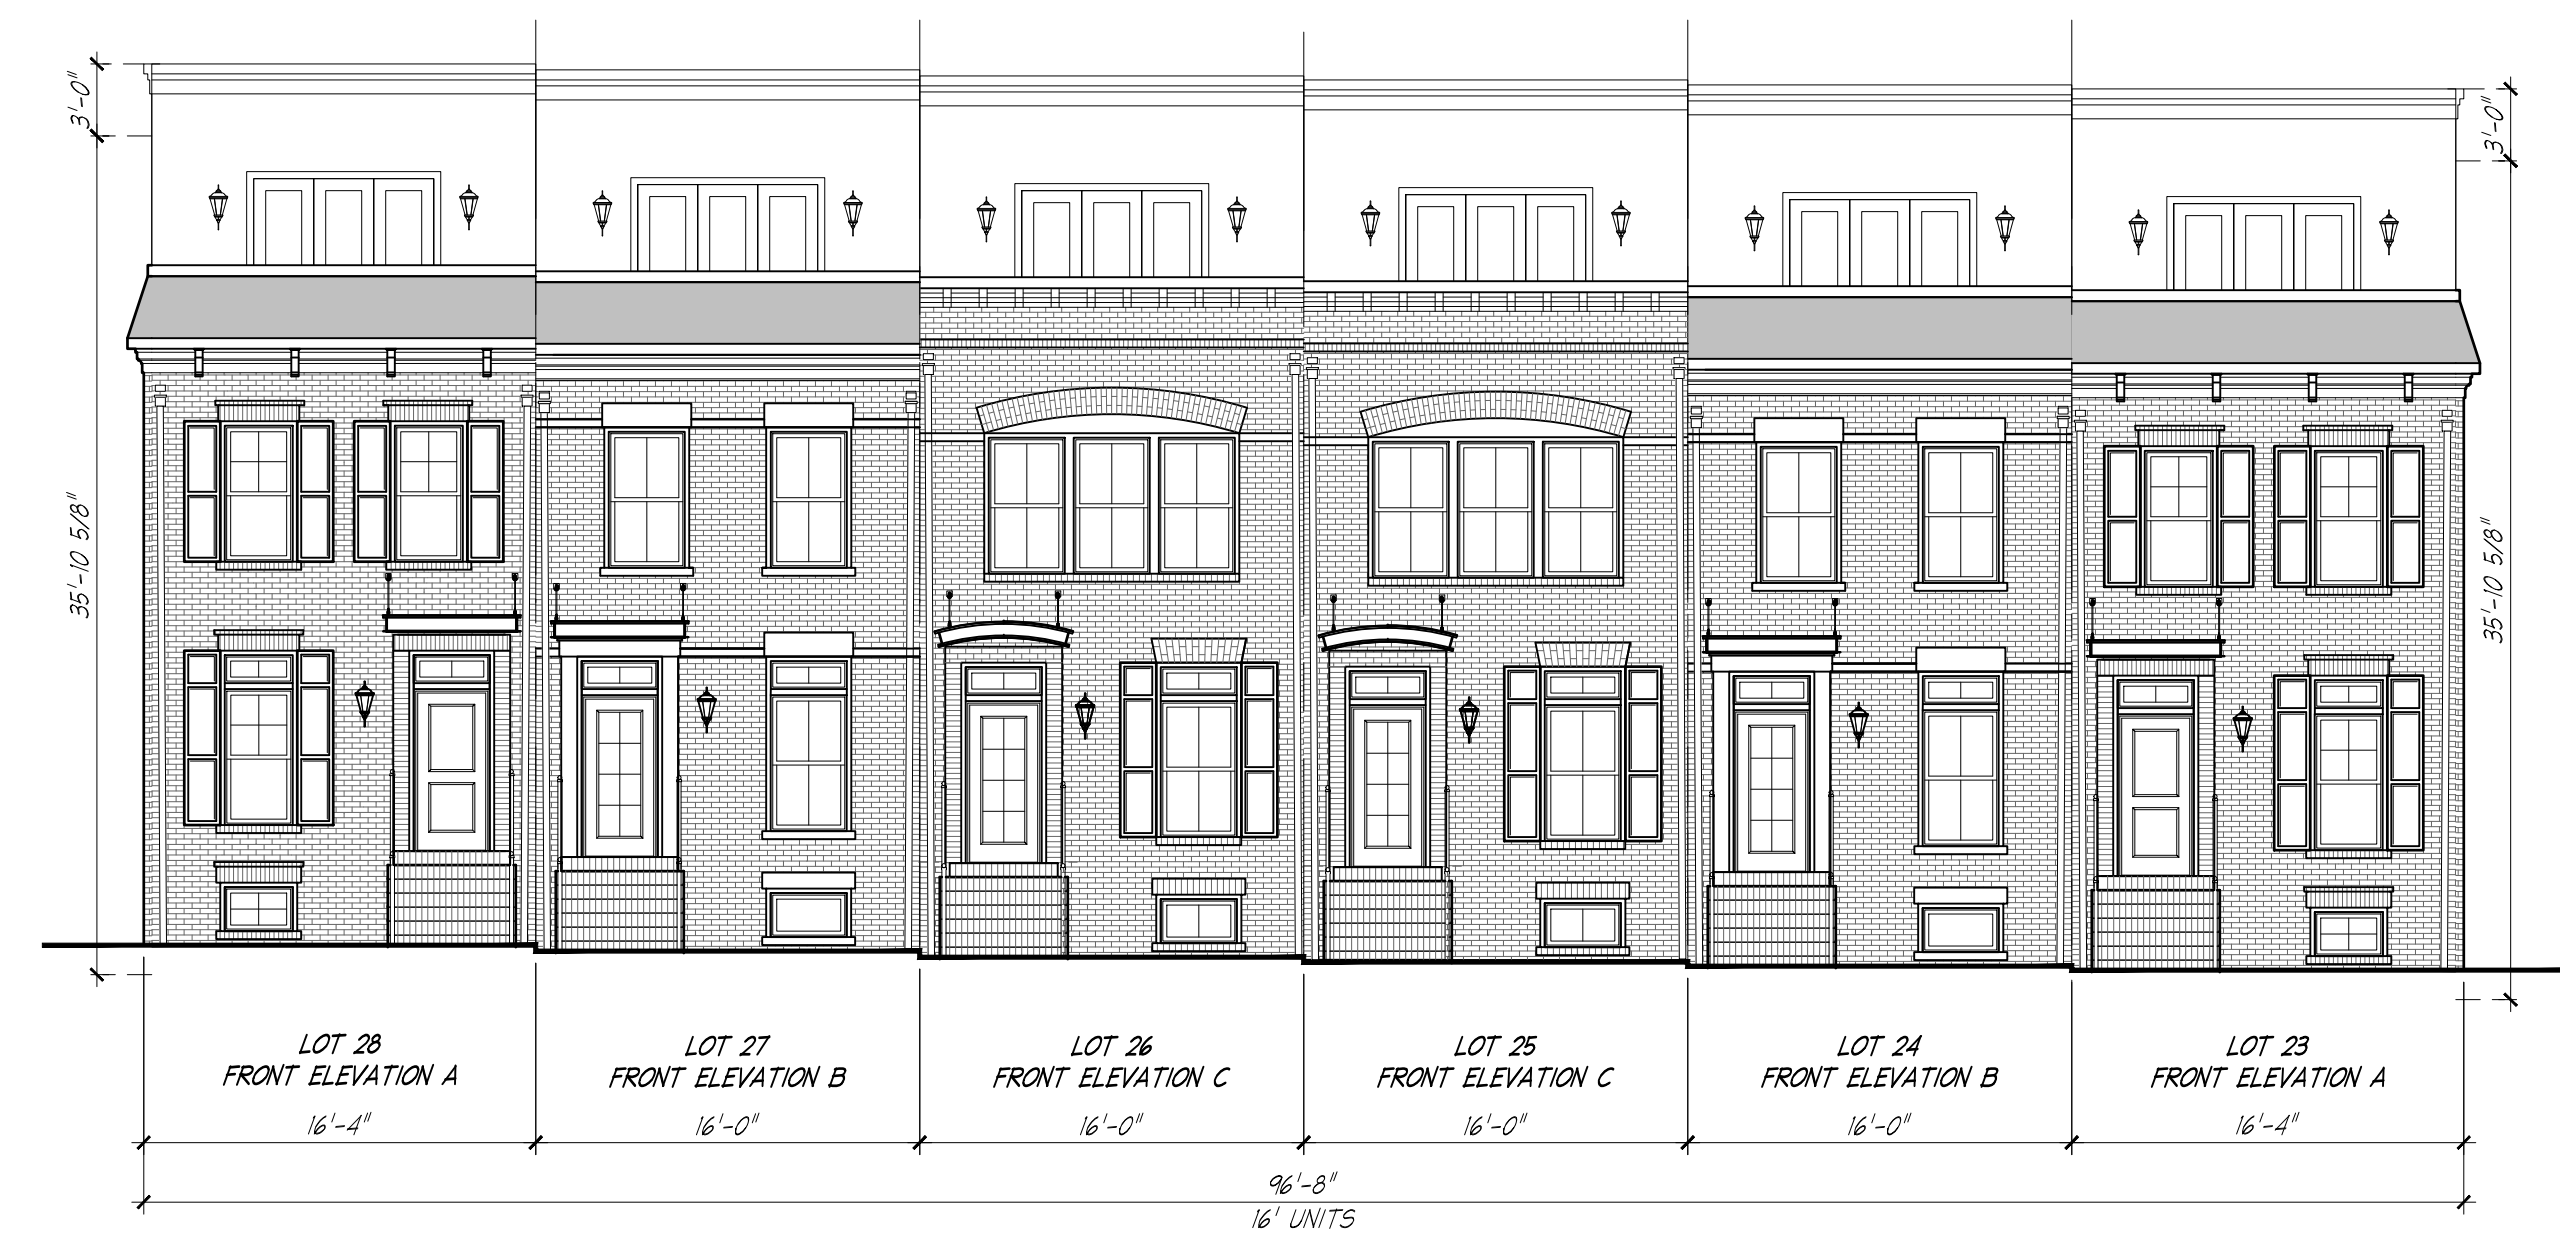 3'-0"
35'-10 5/8"
3'-0"
35'-10 5/8"
LOT 28
FRONT ELEVATION A
16'-4"
LOT 27
FRONT ELEVATION B
16'-0"
LOT 26
FRONT ELEVATION C
16'-0"
LOT 25
FRONT ELEVATION C
16'-0"
LOT 24
FRONT ELEVATION B
16'-0"
LOT 23
FRONT ELEVATION A
16'-4"
96'-8"
16' UNITS